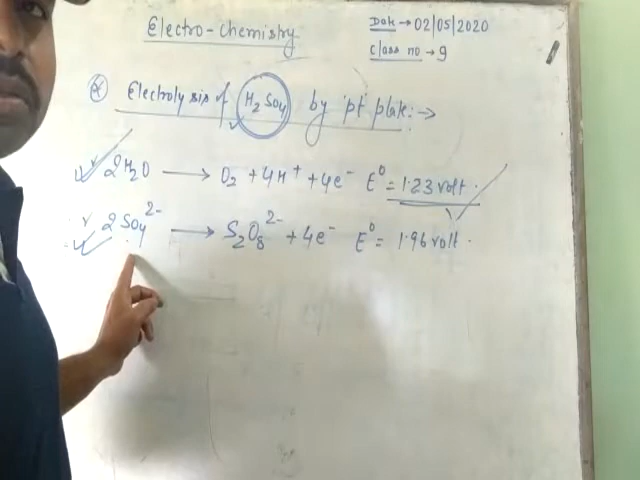 Electro-chemistry
Date → 02/05/2020
Class no → 9
Electrolysis of H2SO4 by 'pt plate :→
2H2O → O2 + 4H+ + 4e- E° = 1.23 volt.
2SO4^2- → S2O8^2- + 4e- E° = 1.96 volt.